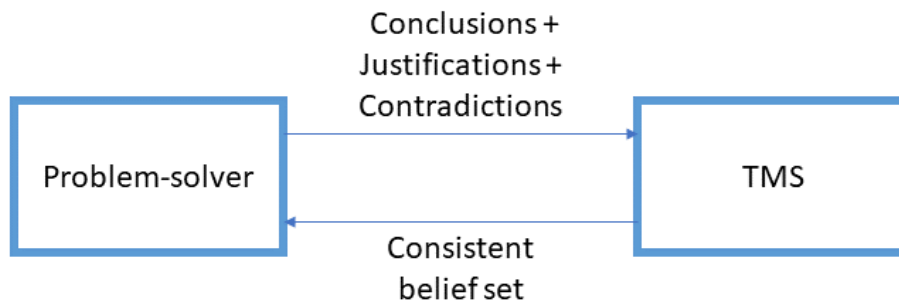 Conclusions +
Justifications +
Contradictions
Problem-solver
TMS
Consistent
belief set